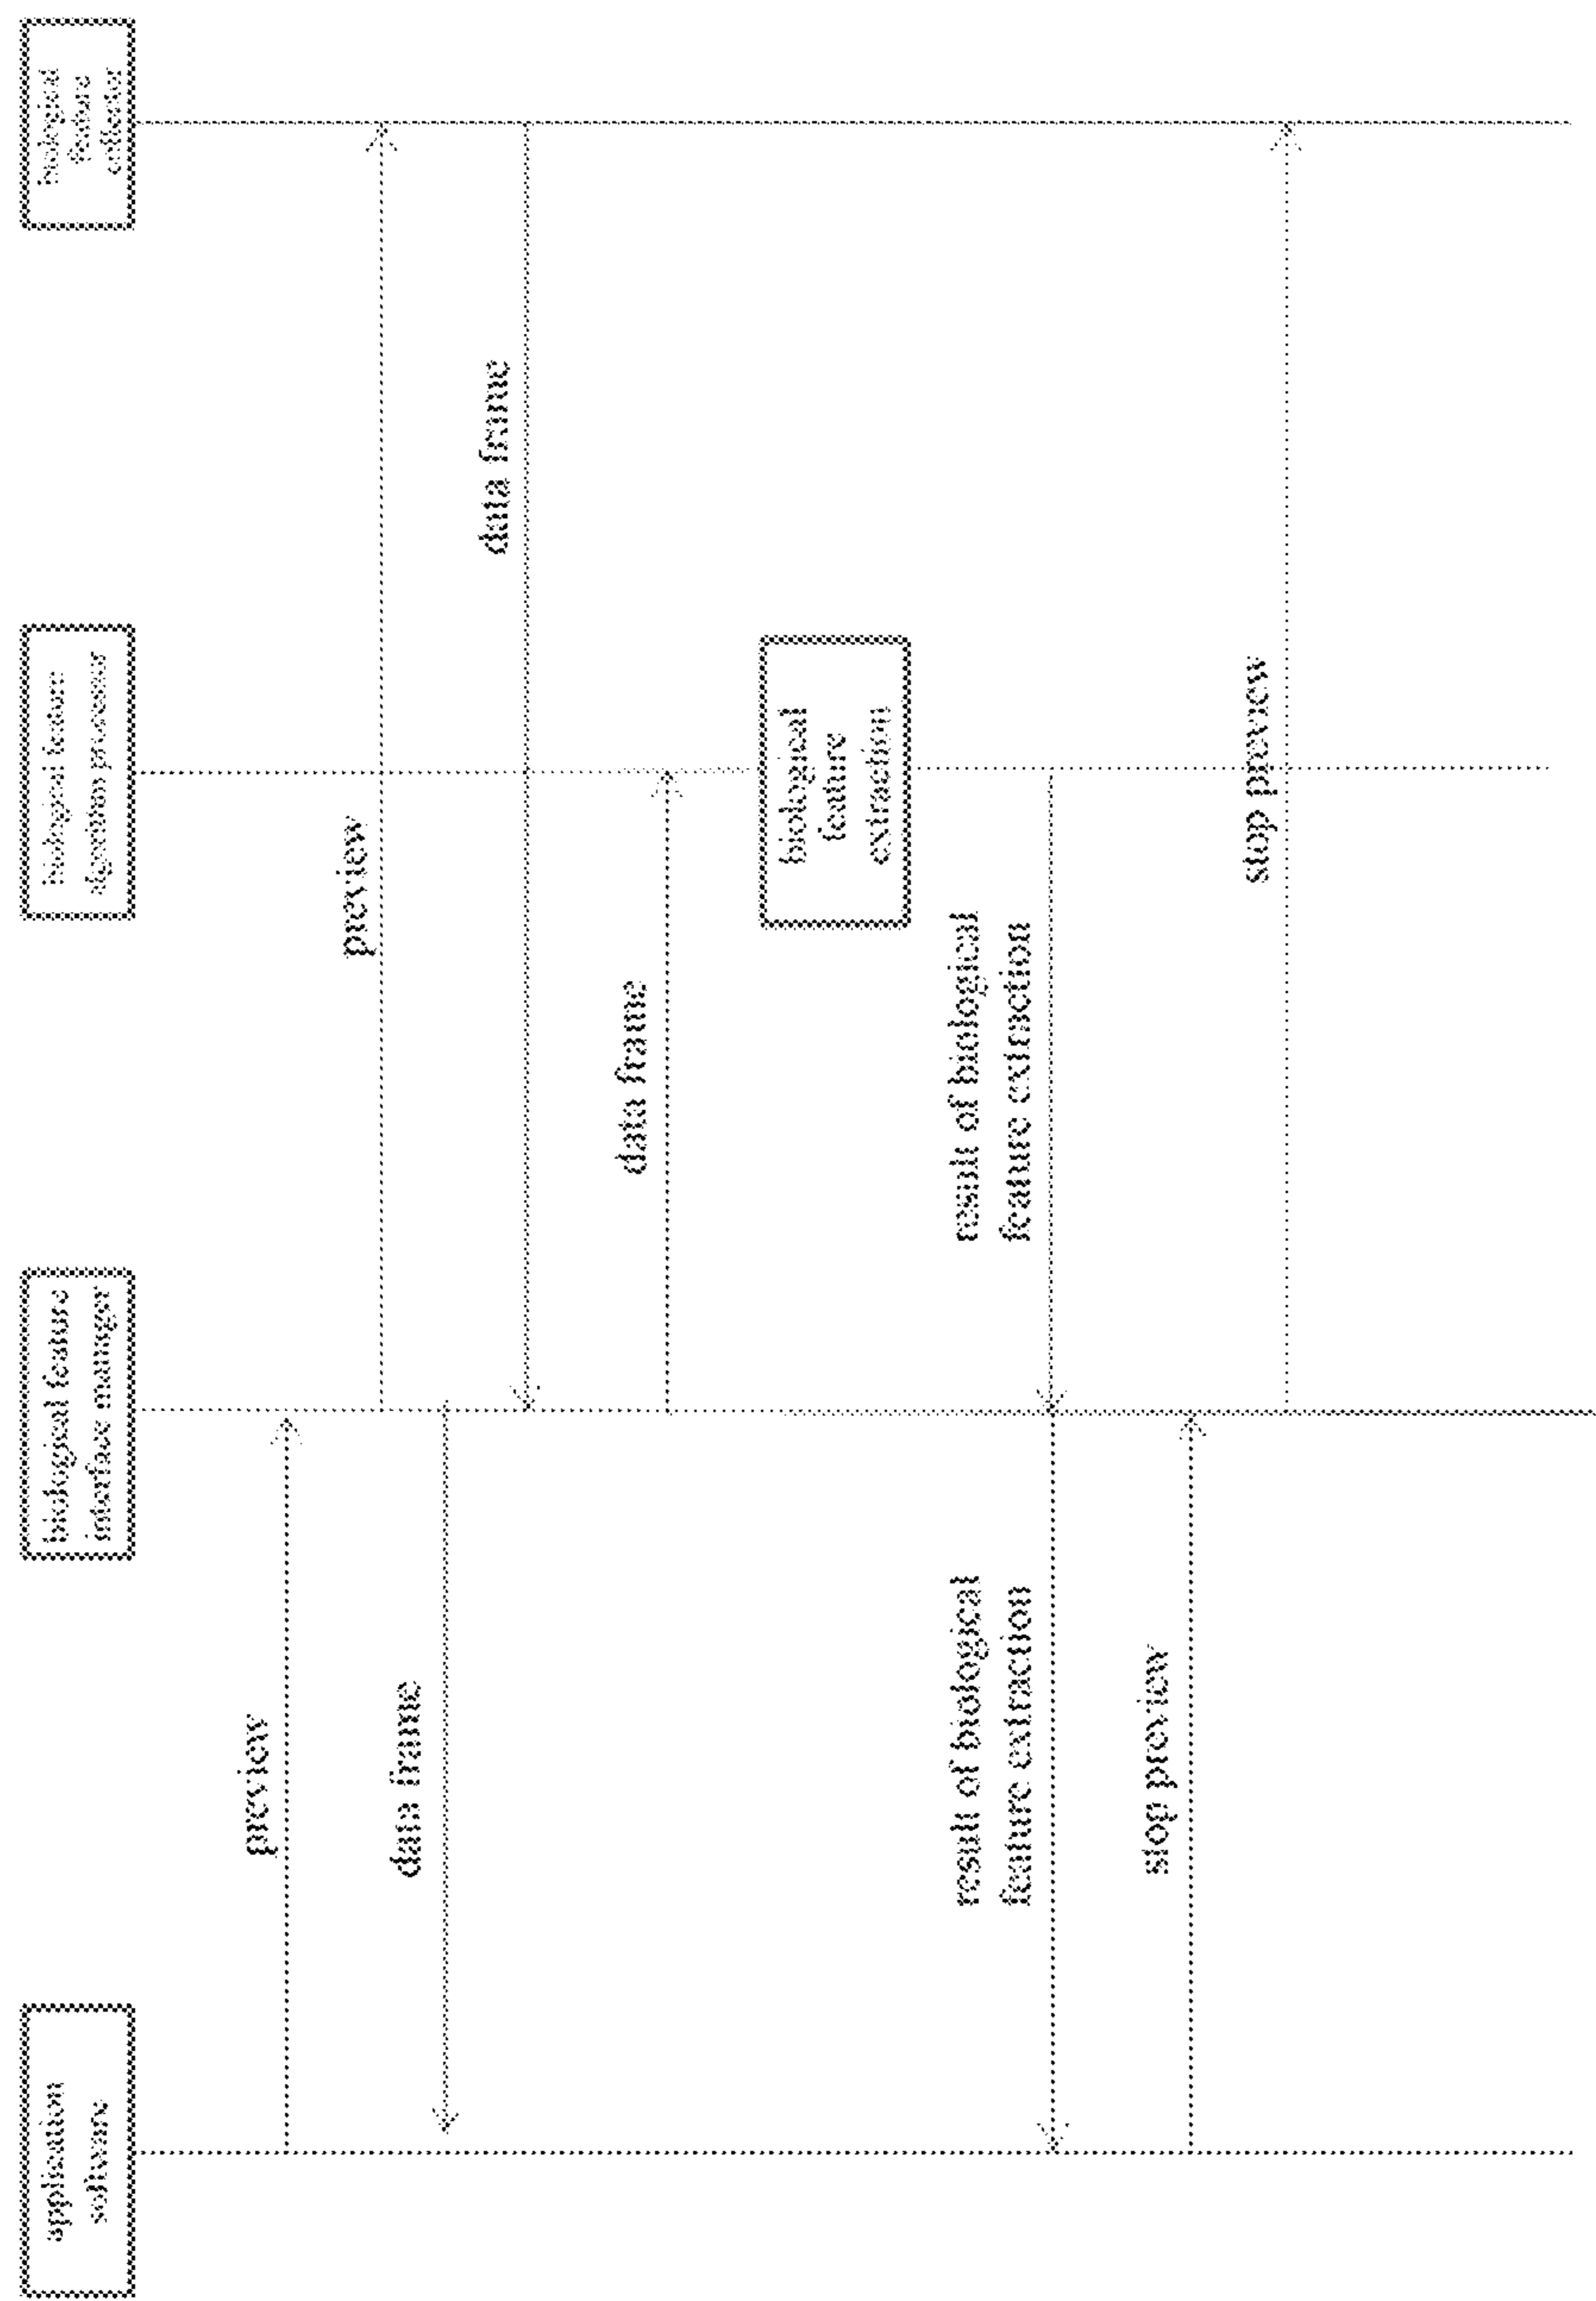 application
software
biological feature
interface manager
biological feature
algorithm processor
biological
feature
collector
preview
preview
data frame
data frame
data frame
biological
feature
extraction
result of biological
feature extraction
result of biological
feature extraction
stop preview
stop preview